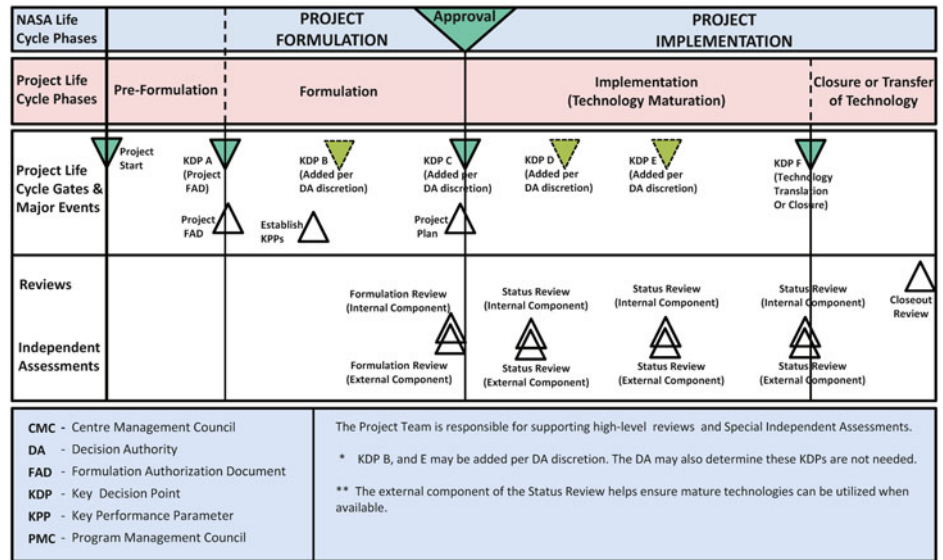 NASA Life
Cycle Phases
PROJECT
FORMULATION
Approval
PROJECT
IMPLEMENTATION
Project Life
Cycle Phases
Pre-Formulation
Formulation
Implementation
(Technology Maturation)
Closure or Transfer
of Technology
Project Life
Cycle Gates &
Major Events
Project
Start
KDP A
(Project
FAD)
KDP B
(Added per
DA discretion)
KDP C
(Added per
DA discretion)
KDP D
(Added per
DA discretion)
KDP E
(Added per
DA discretion)
KDP F
(Technology
Translation
Or Closure)
Project
FAD
Establish
KPPs
Project
Plan
Reviews
Formulation Review
(Internal Component)
Status Review
(Internal Component)
Status Review
(Internal Component)
Status Review
(Internal Component)
Closeout
Review
Independent
Assessments
Formulation Review
(External Component)
Status Review
(External Component)
Status Review
(External Component)
Status Review
(External Component)
CMC - Centre Management Council
DA - Decision Authority
FAD - Formulation Authorization Document
KDP - Key Decision Point
KPP - Key Performance Parameter
PMC - Program Management Council
The Project Team is responsible for supporting high-level reviews and Special Independent Assessments.
* KDP B, and E may be added per DA discretion. The DA may also determine these KDPs are not needed.
** The external component of the Status Review helps ensure mature technologies can be utilized when
available.